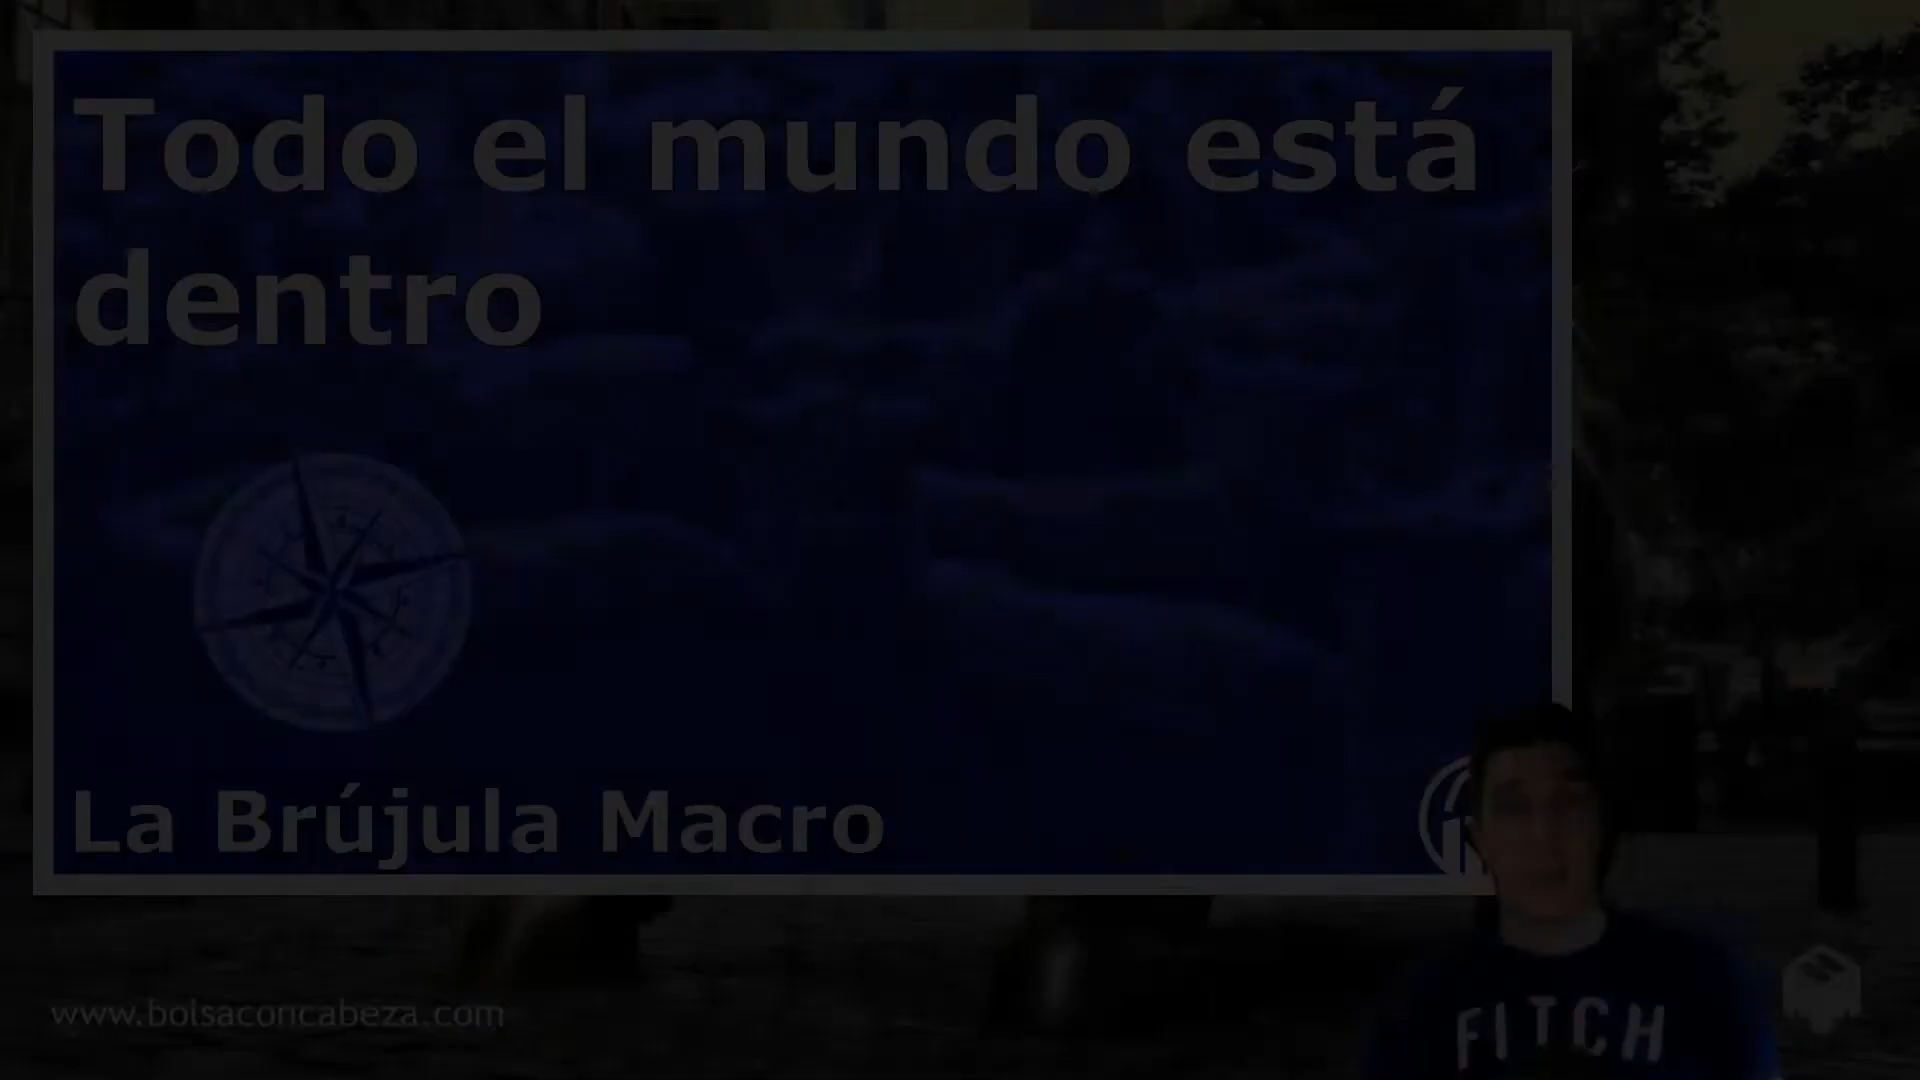 Todo el mundo está
dentro
La Brújula Macro
www.bolsaconcabeza.com
FITCH